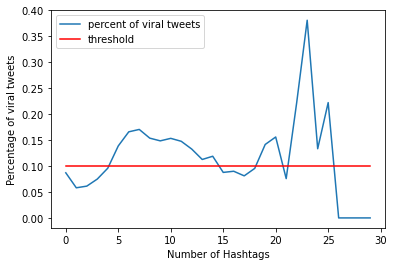 0.40
0.35
0.30
0.25
0.20
0.15
0.10
0.05
0.00
Percentage of viral tweets
percent of viral tweets
threshold
0 5 10 15 20 25 30
Number of Hashtags